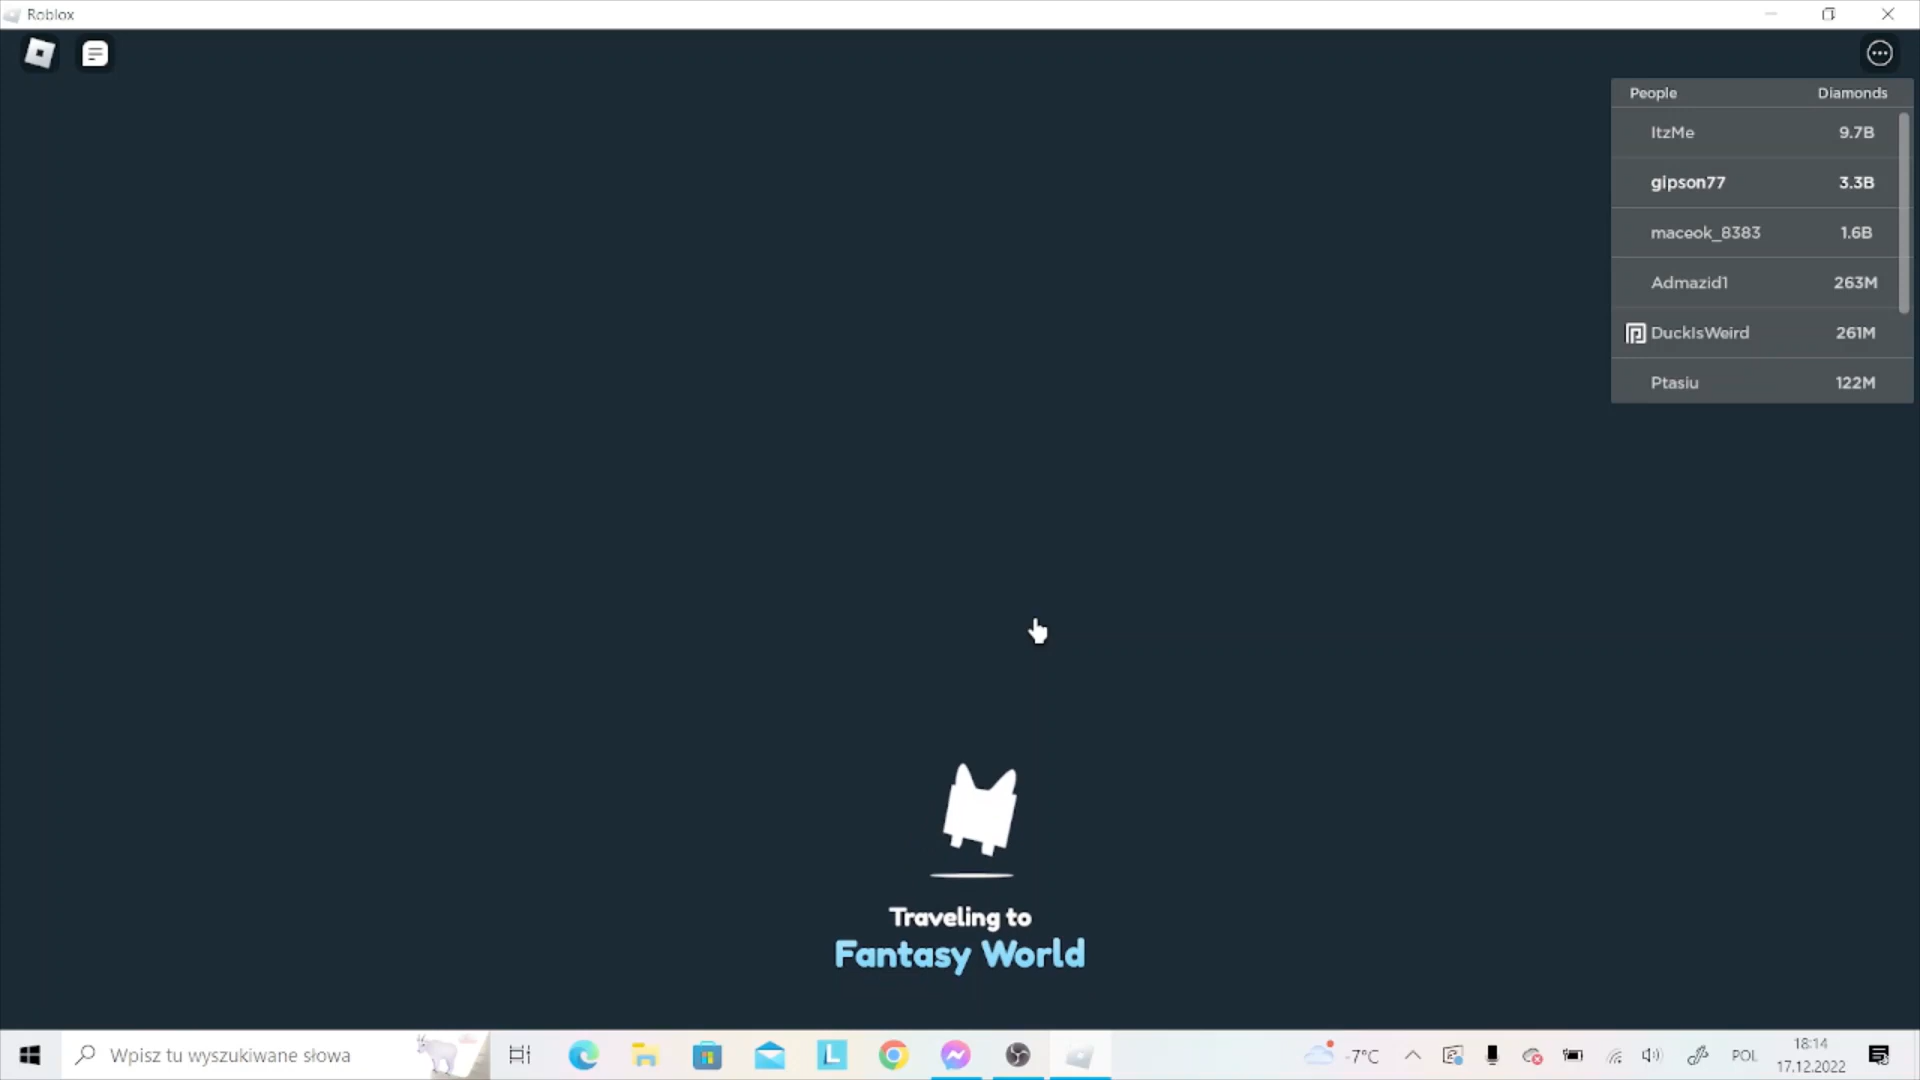 Roblox
People Diamonds
ItzMe 9.7B
gipson77 3.3B
maceok_8383 1.6B
Admazid1 263M
DuckIsWeird 261M
Ptasiu 122M
Traveling to
Fantasy World
Wpisz tu wyszukiwane słowa
L
-7°C
POL
18:14
17.12.2022